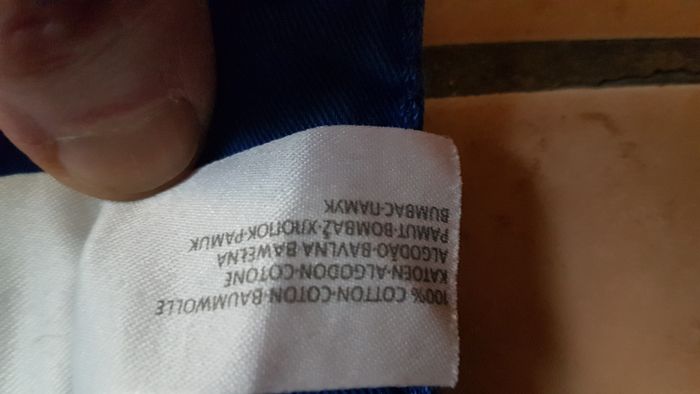 100% COTTON-COTON-BAUMWOLLE
KATOEN-ALGODON-COTONE
ALGODÃO-BAVLNA-BAWEŁNA
PAMUT-BOMBAŽ-ХЛОПОК-PAMUK
BUMBAC-ПАМУК